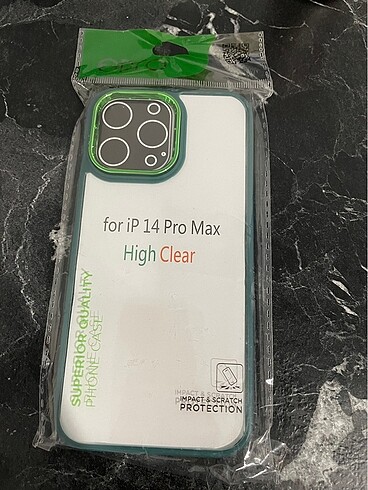 for iP 14 Pro Max
High Clear
SUPERIOR QUALITY
PHONE CASE
IMPACT & SCRATCH
PROTECTION